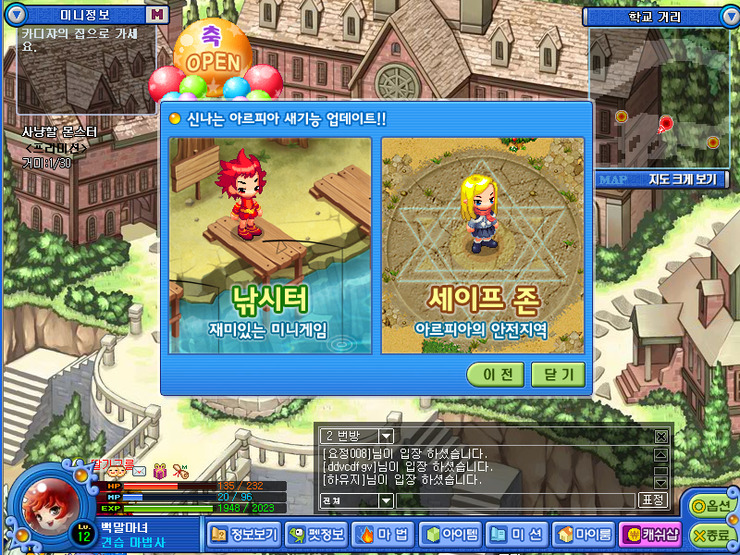 미니정보
M
카디쟈의 집으로 가세
요.
사냥할 몬스터
<프라미전>
거미:1/30
축
OPEN
학교 거리
MAP 지도 크게 보기
신나는 아르피아 새기능 업데이트!!
낚시터
재미있는 미니게임
세이프 존
아르피아의 안전지역
이 전
닫 기
2 번방
[요정008]님이 입장 하셨습니다.
[ddvcdfgv]님이 입장 하셨습니다.
[하유지]님이 입장 하셨습니다.
전체
표정
HP 135 / 232
MP 20 / 96
EXP 1948 / 2023
Lv. 12
백말마녀
견습 마법사
정보보기
펫정보
마 법
아이템
미 션
마이룸
캐쉬샵
옵션
종료